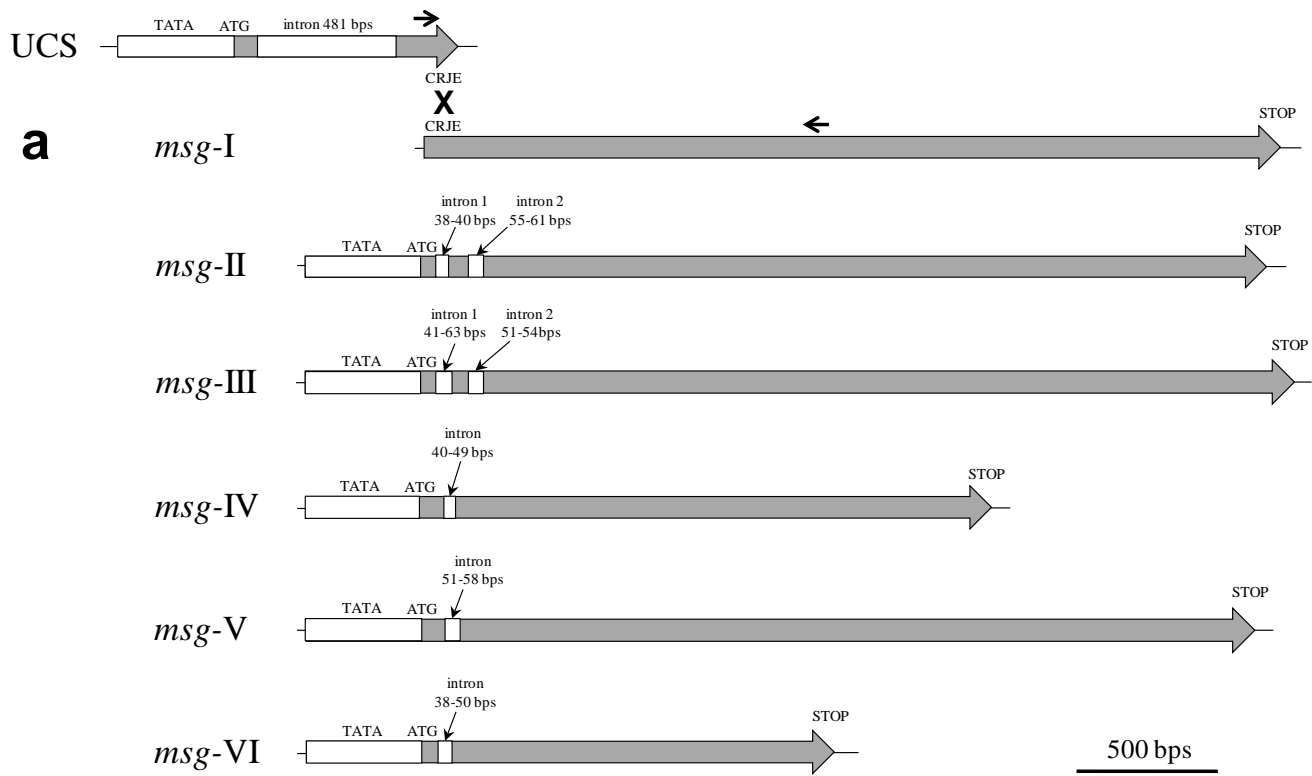 TATA ATG intron 481 bps
UCS
CRJE
X
CRJE
a
msg-I
STOP
intron 1 intron 2
38-40 bps 55-61 bps
TATA ATG STOP
msg-II
intron 1 intron 2
41-63 bps 51-54bps
TATA ATG STOP
msg-III
intron
40-49 bps
TATA ATG STOP
msg-IV
intron
51-58 bps
TATA ATG STOP
msg-V
intron
38-50 bps
TATA ATG STOP
msg-VI
500 bps